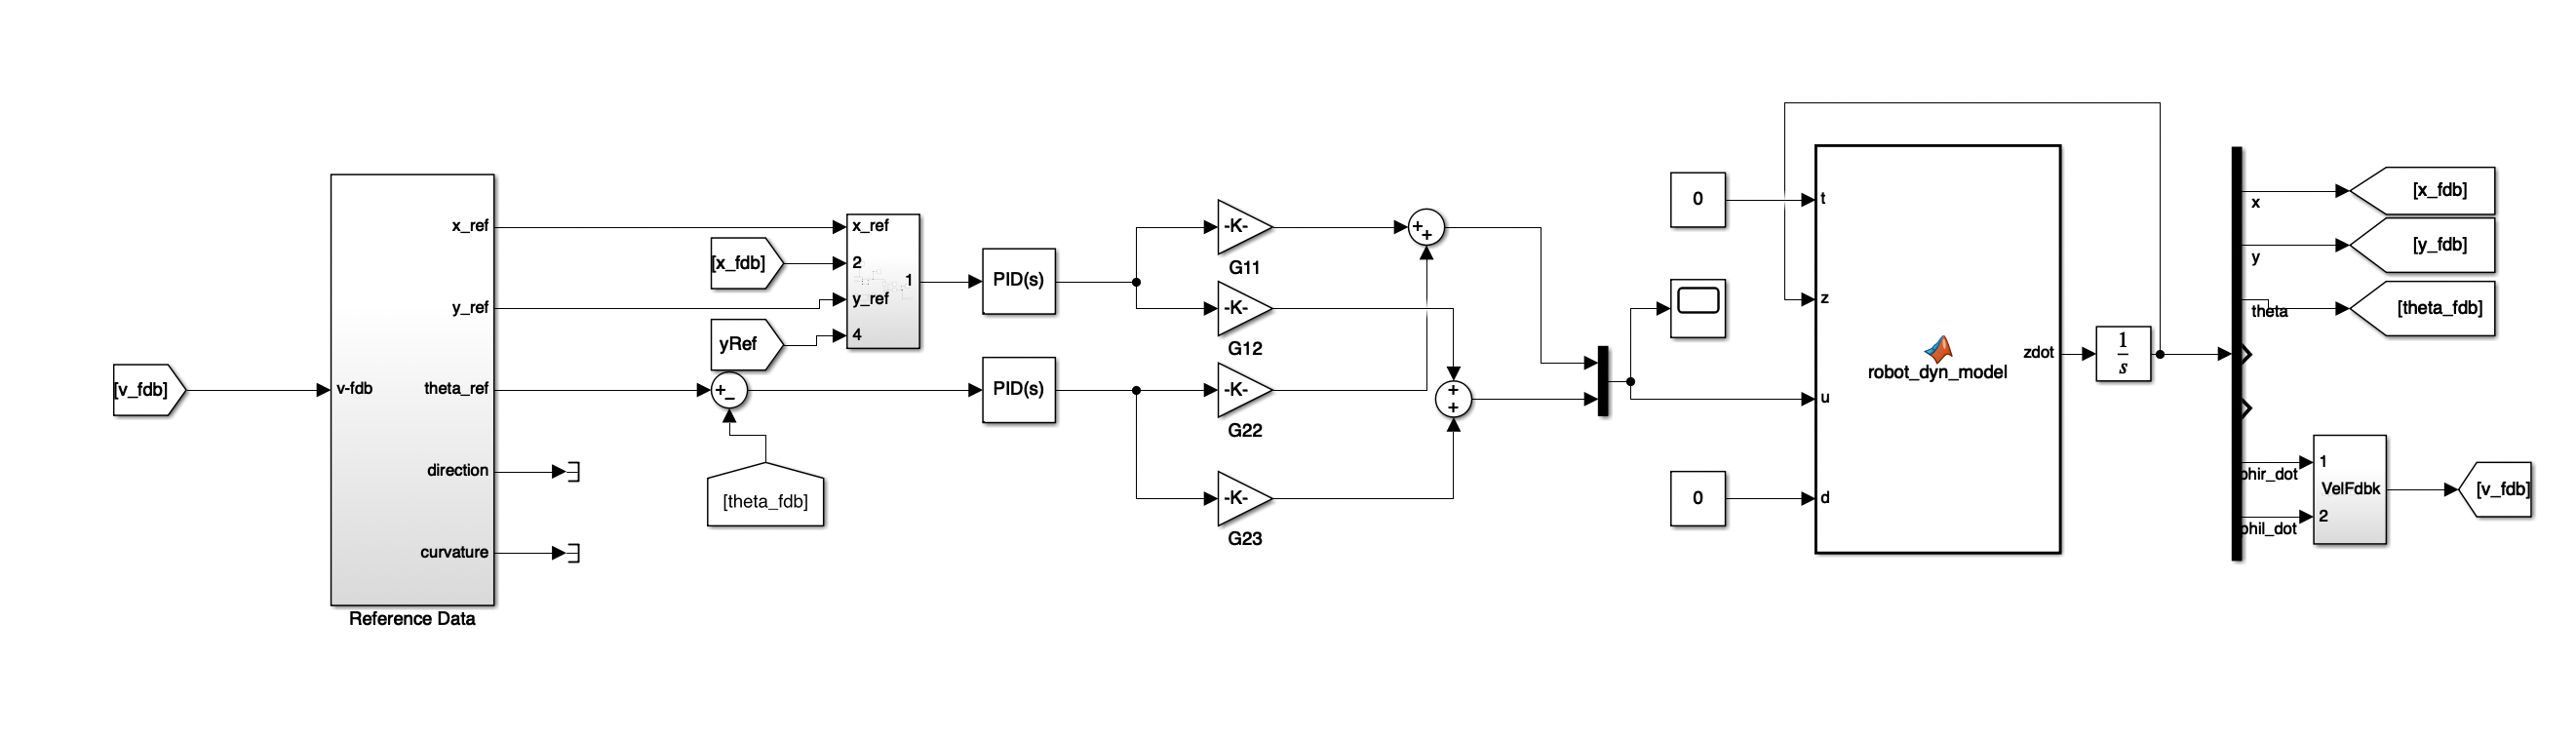 [v_fdb]
v-fdb
x_ref
y_ref
theta_ref
direction
curvature
Reference Data
[x_fdb]
yRef
[theta_fdb]
x_ref
2
y_ref
4
1
PID(s)
PID(s)
-K-
G11
-K-
G12
-K-
G22
-K-
G23
0
0
t
z
u
d
robot_dyn_model
zdot
1
s
x
y
theta
phir_dot
phil_dot
[x_fdb]
[y_fdb]
[theta_fdb]
1
2
VelFdbk
[v_fdb]